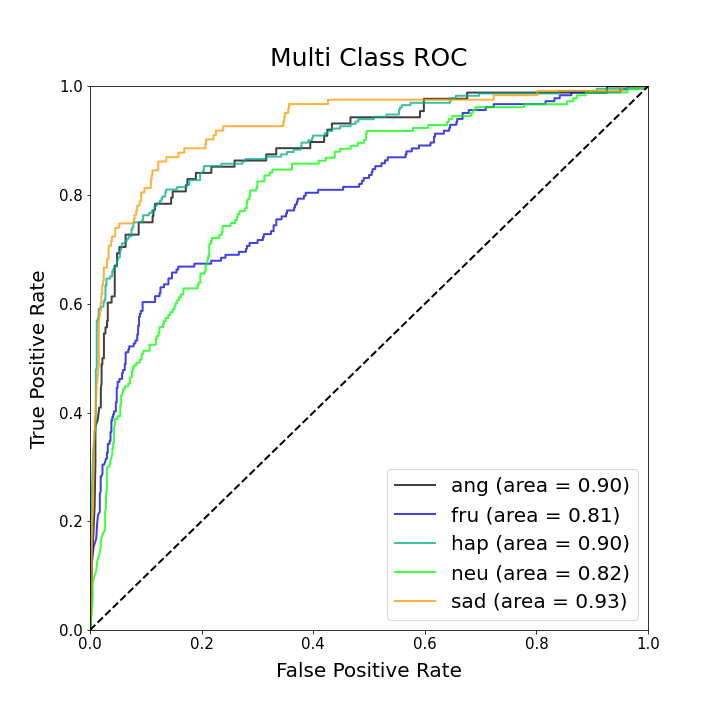 Multi Class ROC
True Positive Rate
1.0
0.8
0.6
0.4
0.2
0.0
0.0 0.2 0.4 0.6 0.8 1.0
False Positive Rate
ang (area = 0.90)
fru (area = 0.81)
hap (area = 0.90)
neu (area = 0.82)
sad (area = 0.93)